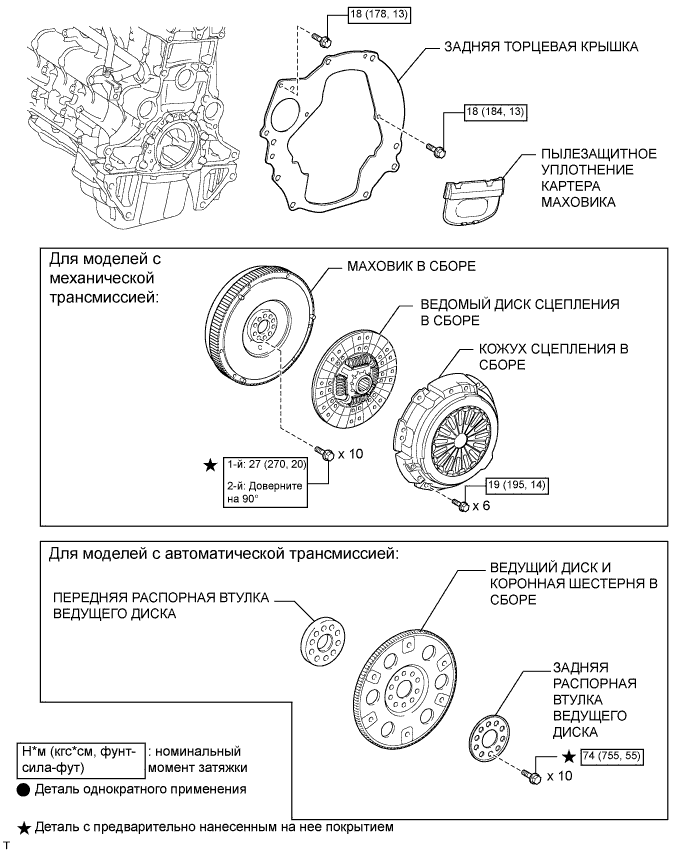 18 (178, 13)
ЗАДНЯЯ ТОРЦЕВАЯ КРЫШКА
18 (184, 13)
ПЫЛЕЗАЩИТНОЕ
УПЛОТНЕНИЕ
КАРТЕРА
МАХОВИКА
Для моделей с
механической
трансмиссией:
МАХОВИК В СБОРЕ
ВЕДОМЫЙ ДИСК СЦЕПЛЕНИЯ
В СБОРЕ
КОЖУХ СЦЕПЛЕНИЯ В
СБОРЕ
★
1-й: 27 (270, 20)
2-й: Доверните
на 90°
x 10
19 (195, 14)
x 6
Для моделей с автоматической трансмиссией:
ПЕРЕДНЯЯ РАСПОРНАЯ ВТУЛКА
ВЕДУЩЕГО ДИСКА
ВЕДУЩИЙ ДИСК И
КОРОННАЯ ШЕСТЕРНЯ В
СБОРЕ
ЗАДНЯЯ
РАСПОРНАЯ
ВТУЛКА
ВЕДУЩЕГО
ДИСКА
★ 74 (755, 55)
x 10
Н*м (кгс*см, фунт-
сила-фут)
: номинальный
момент затяжки
● Деталь однократного применения
★ Деталь с предварительно нанесенным на нее покрытием
T